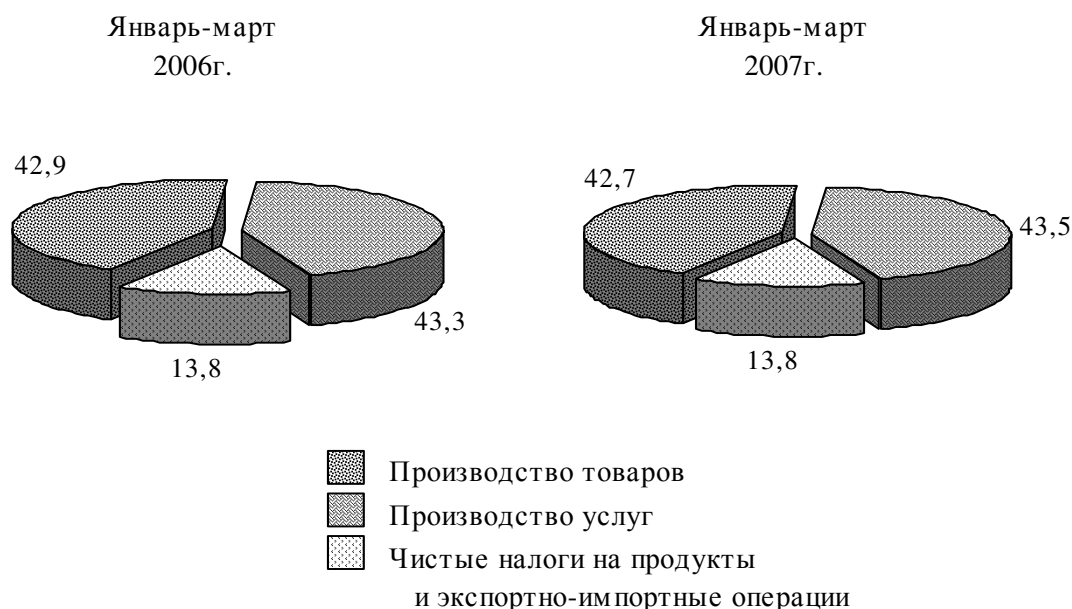 Январь-март
2006г.
Январь-март
2007г.
42,9
43,3
13,8
42,7
43,5
13,8
Производство товаров
Производство услуг
Чистые налоги на продукты
и экспортно-импортные операции